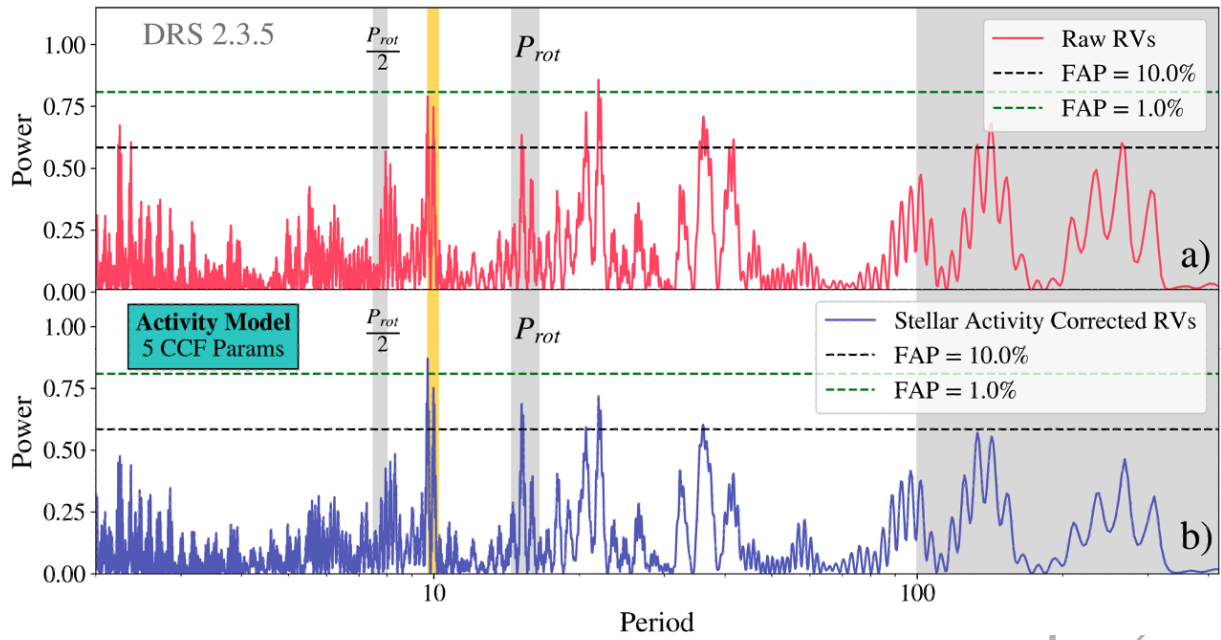 DRS 2.3.5
P_rot
2
P_rot
Raw RVs
FAP = 10.0%
FAP = 1.0%
1.00
0.75
0.50
0.25
0.00
Power
a)
Activity Model
5 CCF Params
P_rot
2
P_rot
Stellar Activity Corrected RVs
FAP = 10.0%
FAP = 1.0%
1.00
0.75
0.50
0.25
0.00
Power
b)
10
100
Period